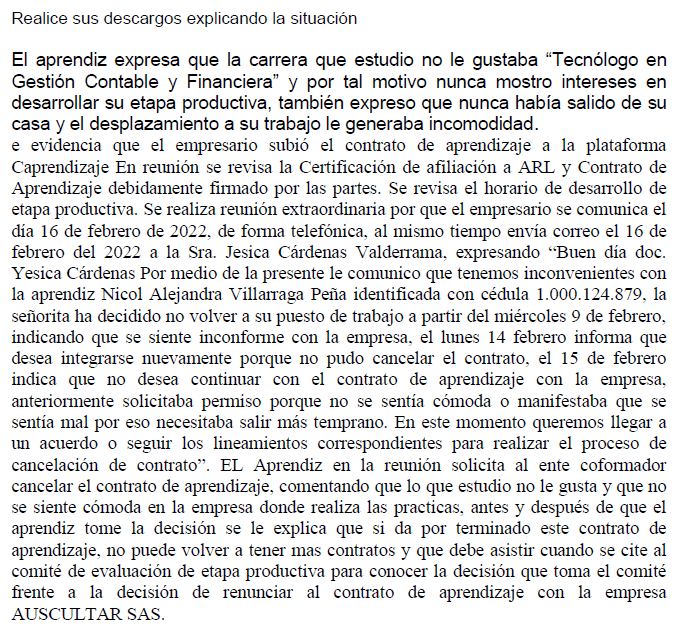 Realice sus descargos explicando la situación
El aprendiz expresa que la carrera que estudio no le gustaba “Tecnólogo en
Gestión Contable y Financiera” y por tal motivo nunca mostro intereses en
desarrollar su etapa productiva, también expreso que nunca había salido de su
casa y el desplazamiento a su trabajo le generaba incomodidad.
e evidencia que el empresario subió el contrato de aprendizaje a la plataforma
Caprendizaje En reunión se revisa la Certificación de afiliación a ARL y Contrato de
Aprendizaje debidamente firmado por las partes. Se revisa el horario de desarrollo de
etapa productiva. Se realiza reunión extraordinaria por que el empresario se comunica el
día 16 de febrero de 2022, de forma telefónica, al mismo tiempo envía correo el 16 de
febrero del 2022 a la Sra. Jesica Cárdenas Valderrama, expresando “Buen día doc.
Yesica Cárdenas Por medio de la presente le comunico que tenemos inconvenientes con
la aprendiz Nicol Alejandra Villarraga Peña identificada con cédula 1.000.124.879, la
señorita ha decidido no volver a su puesto de trabajo a partir del miércoles 9 de febrero,
indicando que se siente inconforme con la empresa, el lunes 14 febrero informa que
desea integrarse nuevamente porque no pudo cancelar el contrato, el 15 de febrero
indica que no desea continuar con el contrato de aprendizaje con la empresa,
anteriormente solicitaba permiso porque no se sentía cómoda o manifestaba que se
sentía mal por eso necesitaba salir más temprano. En este momento queremos llegar a
un acuerdo o seguir los lineamientos correspondientes para realizar el proceso de
cancelación de contrato”. EL Aprendiz en la reunión solicita al ente coformador
cancelar el contrato de aprendizaje, comentando que lo que estudio no le gusta y que no
se siente cómoda en la empresa donde realiza las practicas, antes y después de que el
aprendiz tome la decisión se le explica que si da por terminado este contrato de
aprendizaje, no puede volver a tener mas contratos y que debe asistir cuando se cite al
comité de evaluación de etapa productiva para conocer la decisión que toma el comité
frente a la decisión de renunciar al contrato de aprendizaje con la empresa
AUSCULTAR SAS.